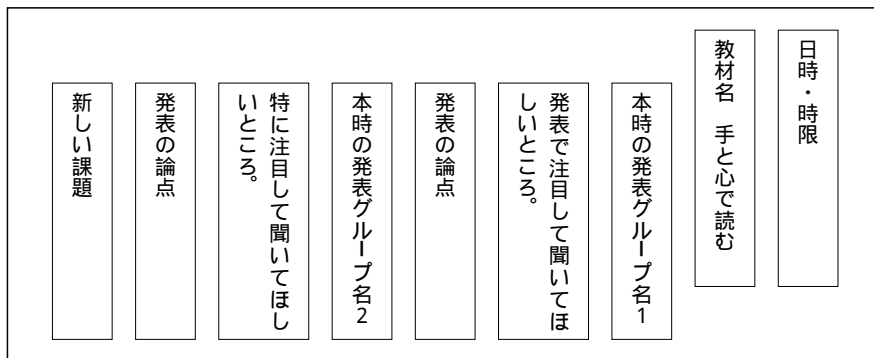 日時・時限
教材名　手と心で読む
本時の発表グループ名1
発表で注目して聞いてほ
しいところ。
発表の論点
本時の発表グループ名2
特に注目して聞いてほし
いところ。
発表の論点
新しい課題